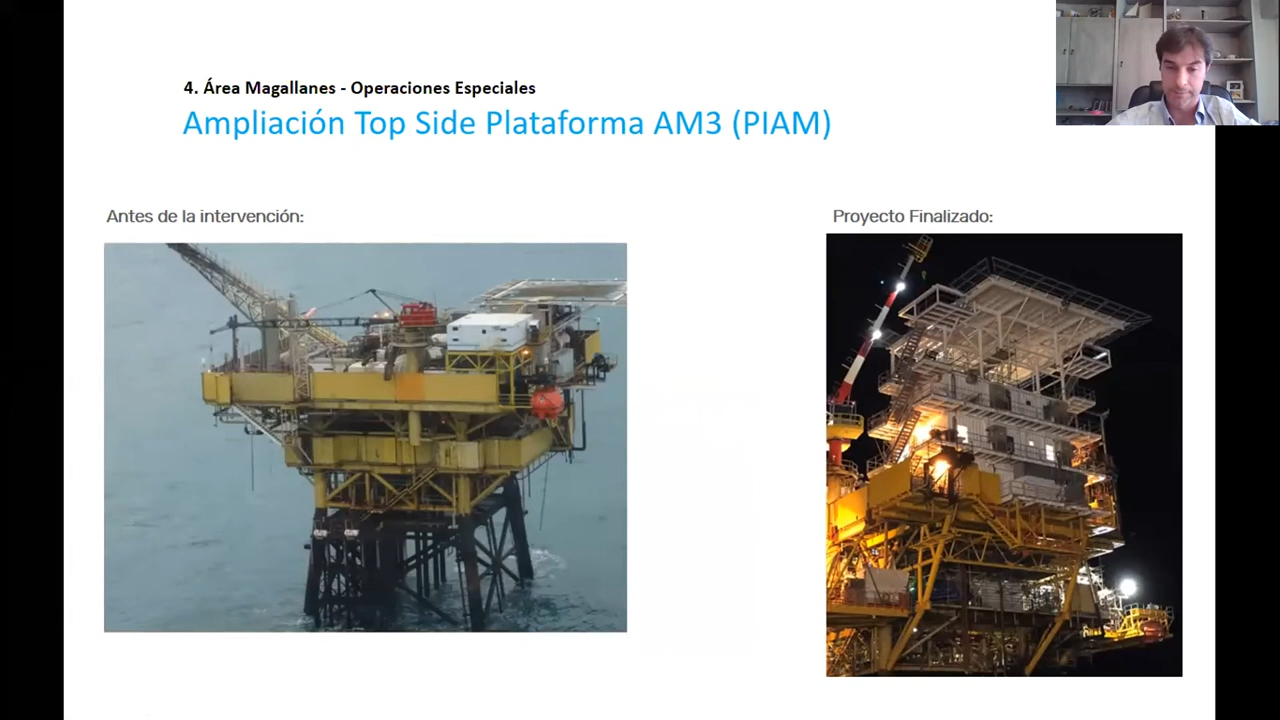 4. Área Magallanes - Operaciones Especiales
Ampliación Top Side Plataforma AM3 (PIAM)
Antes de la intervención:
Proyecto Finalizado: